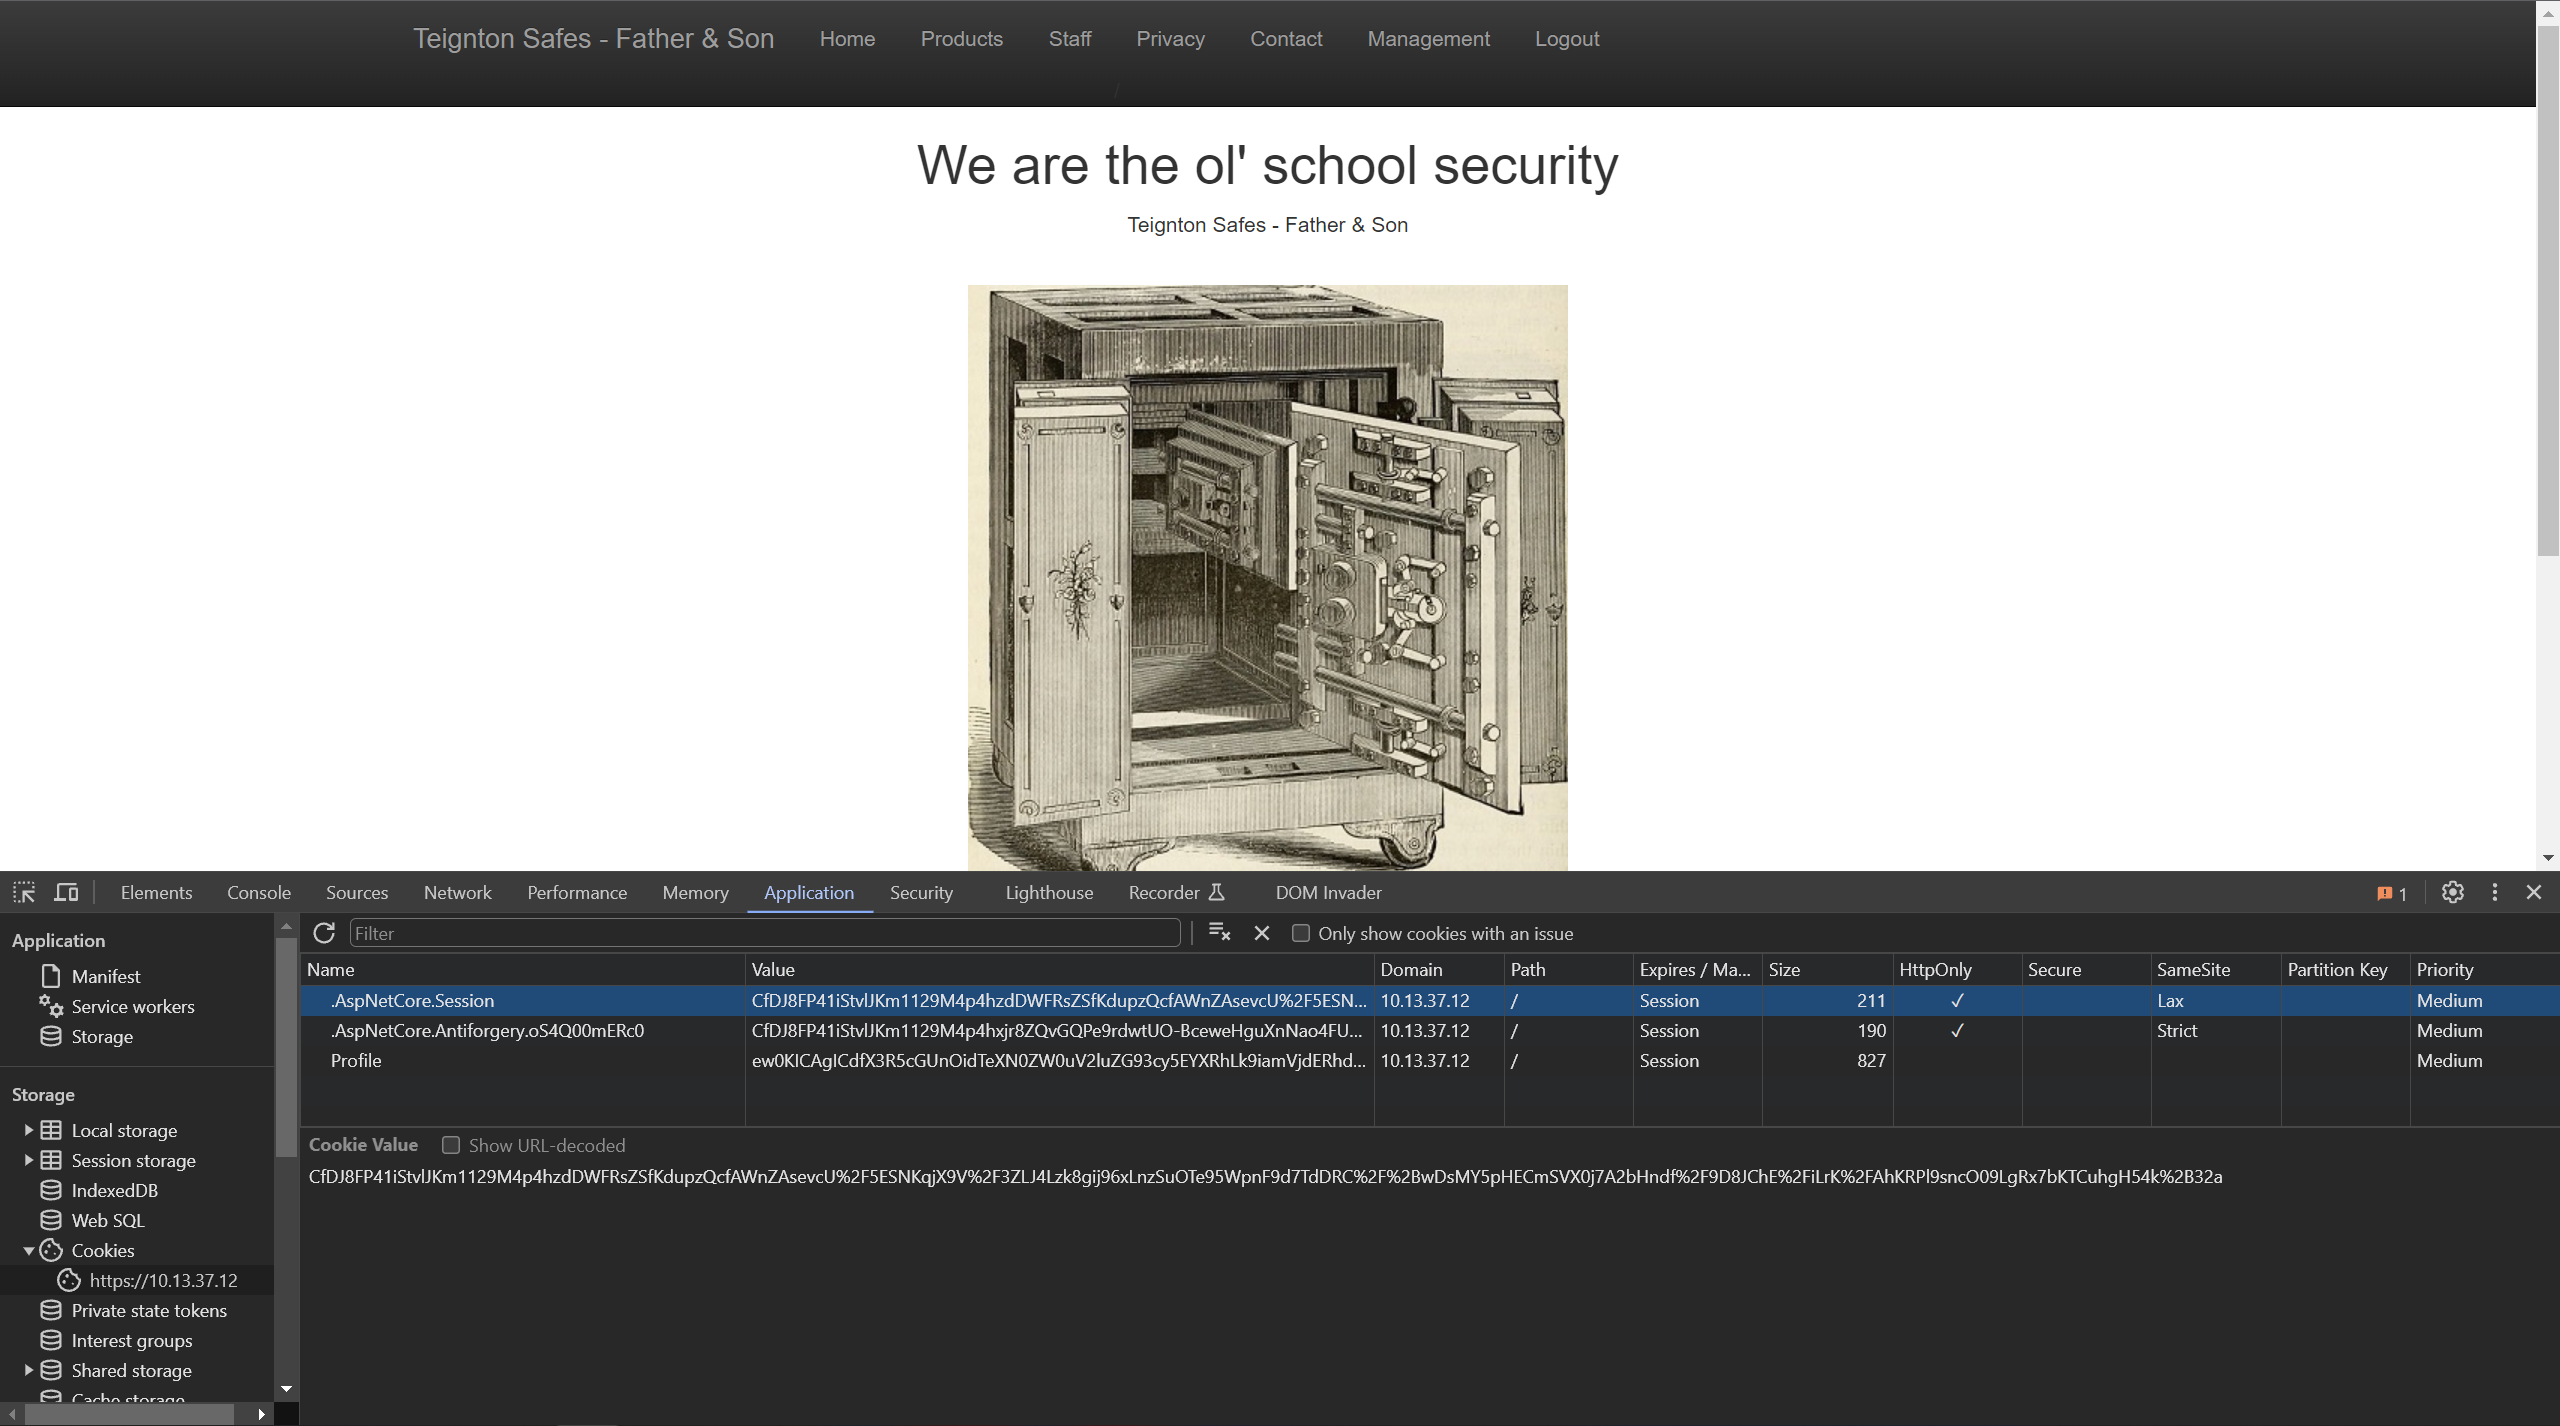 Teignton Safes - Father & Son Home Products Staff Privacy Contact Management Logout
/
We are the ol' school security
Teignton Safes - Father & Son
Elements Console Sources Network Performance Memory Application Security Lighthouse Recorder DOM Invader 1
Application
Manifest
Service workers
Storage
Storage
Local storage
Session storage
IndexedDB
Web SQL
Cookies
https://10.13.37.12
Private state tokens
Interest groups
Shared storage
Cache storage
Filter Only show cookies with an issue
Name Value Domain Path Expires / Ma... Size HttpOnly Secure SameSite Partition Key Priority
.AspNetCore.Session CfDJ8FP41iStvlJKm1129M4p4hzdDWFRsZSfKdupzQcfAWnZAsevcU%2F5ESN... 10.13.37.12 / Session 211 ✓ Lax Medium
.AspNetCore.Antiforgery.oS4Q00mERc0 CfDJ8FP41iStvlJKm1129M4p4hxjr8ZQvGQPe9rdwtUO-BceweHguXnNao4FU... 10.13.37.12 / Session 190 ✓ Strict Medium
Profile ew0KICAgICdfX3R5cGUnOidTeXN0ZW0uV2luZG93cy5EYXRhLk9iamVjdERhd... 10.13.37.12 / Session 827 Medium
Cookie Value Show URL-decoded
CfDJ8FP41iStvlJKm1129M4p4hzdDWFRsZSfKdupzQcfAWnZAsevcU%2F5ESNKqjX9V%2F3ZLJ4Lzk8gij96xLnzSuOTe95WpnF9d7TdDRC%2F%2BwDsMY5pHECmSVX0j7A2bHndf%2F9D8JChE%2FiLrK%2FAhKRPl9sncO09LgRx7bKTCuhgH54k%2B32a